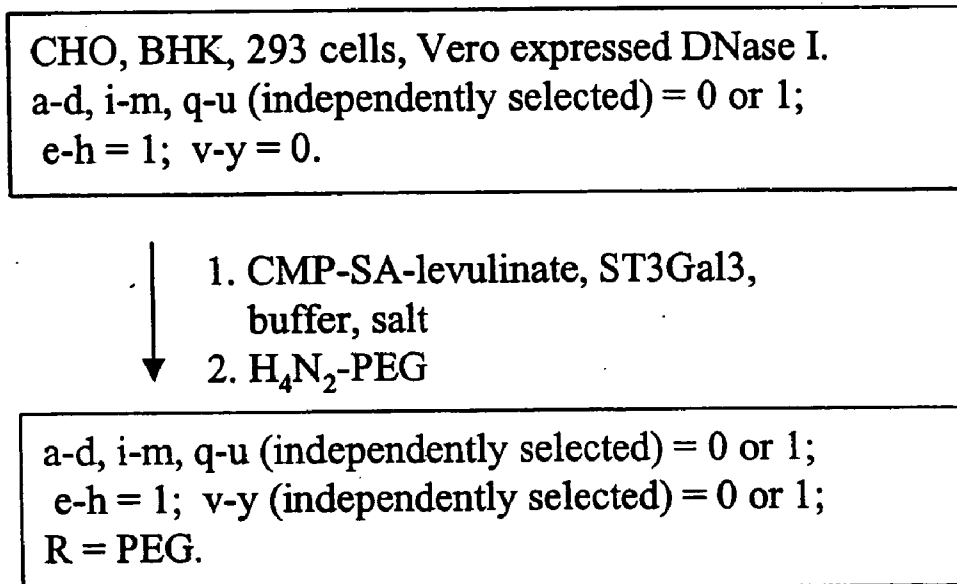 CHO, BHK, 293 cells, Vero expressed DNase I.
a-d, i-m, q-u (independently selected) = 0 or 1;
e-h = 1; v-y = 0.
1. CMP-SA-levulinate, ST3Gal3,
buffer, salt
2. H₄N₂-PEG
a-d, i-m, q-u (independently selected) = 0 or 1;
e-h = 1; v-y (independently selected) = 0 or 1;
R = PEG.